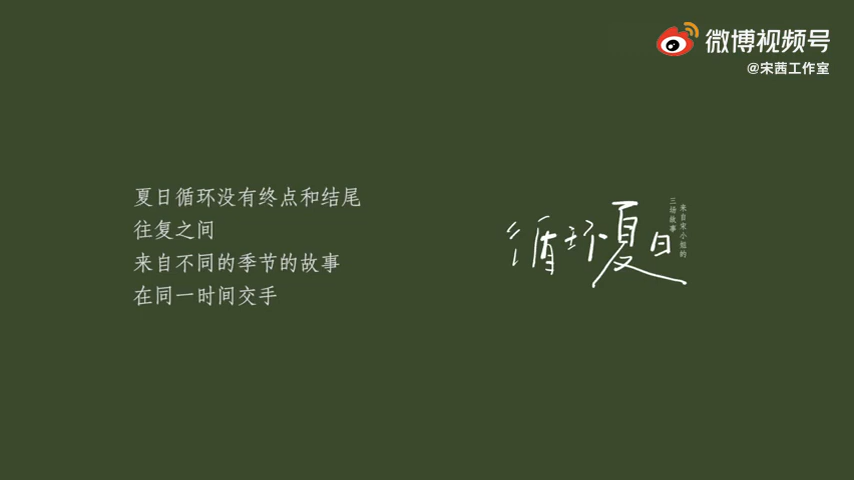 微博视频号
@宋茜工作室
夏日循环没有终点和结尾
往复之间
来自不同的季节的故事
在同一时间交手
循环夏日
来自宋小姐的
三场故事